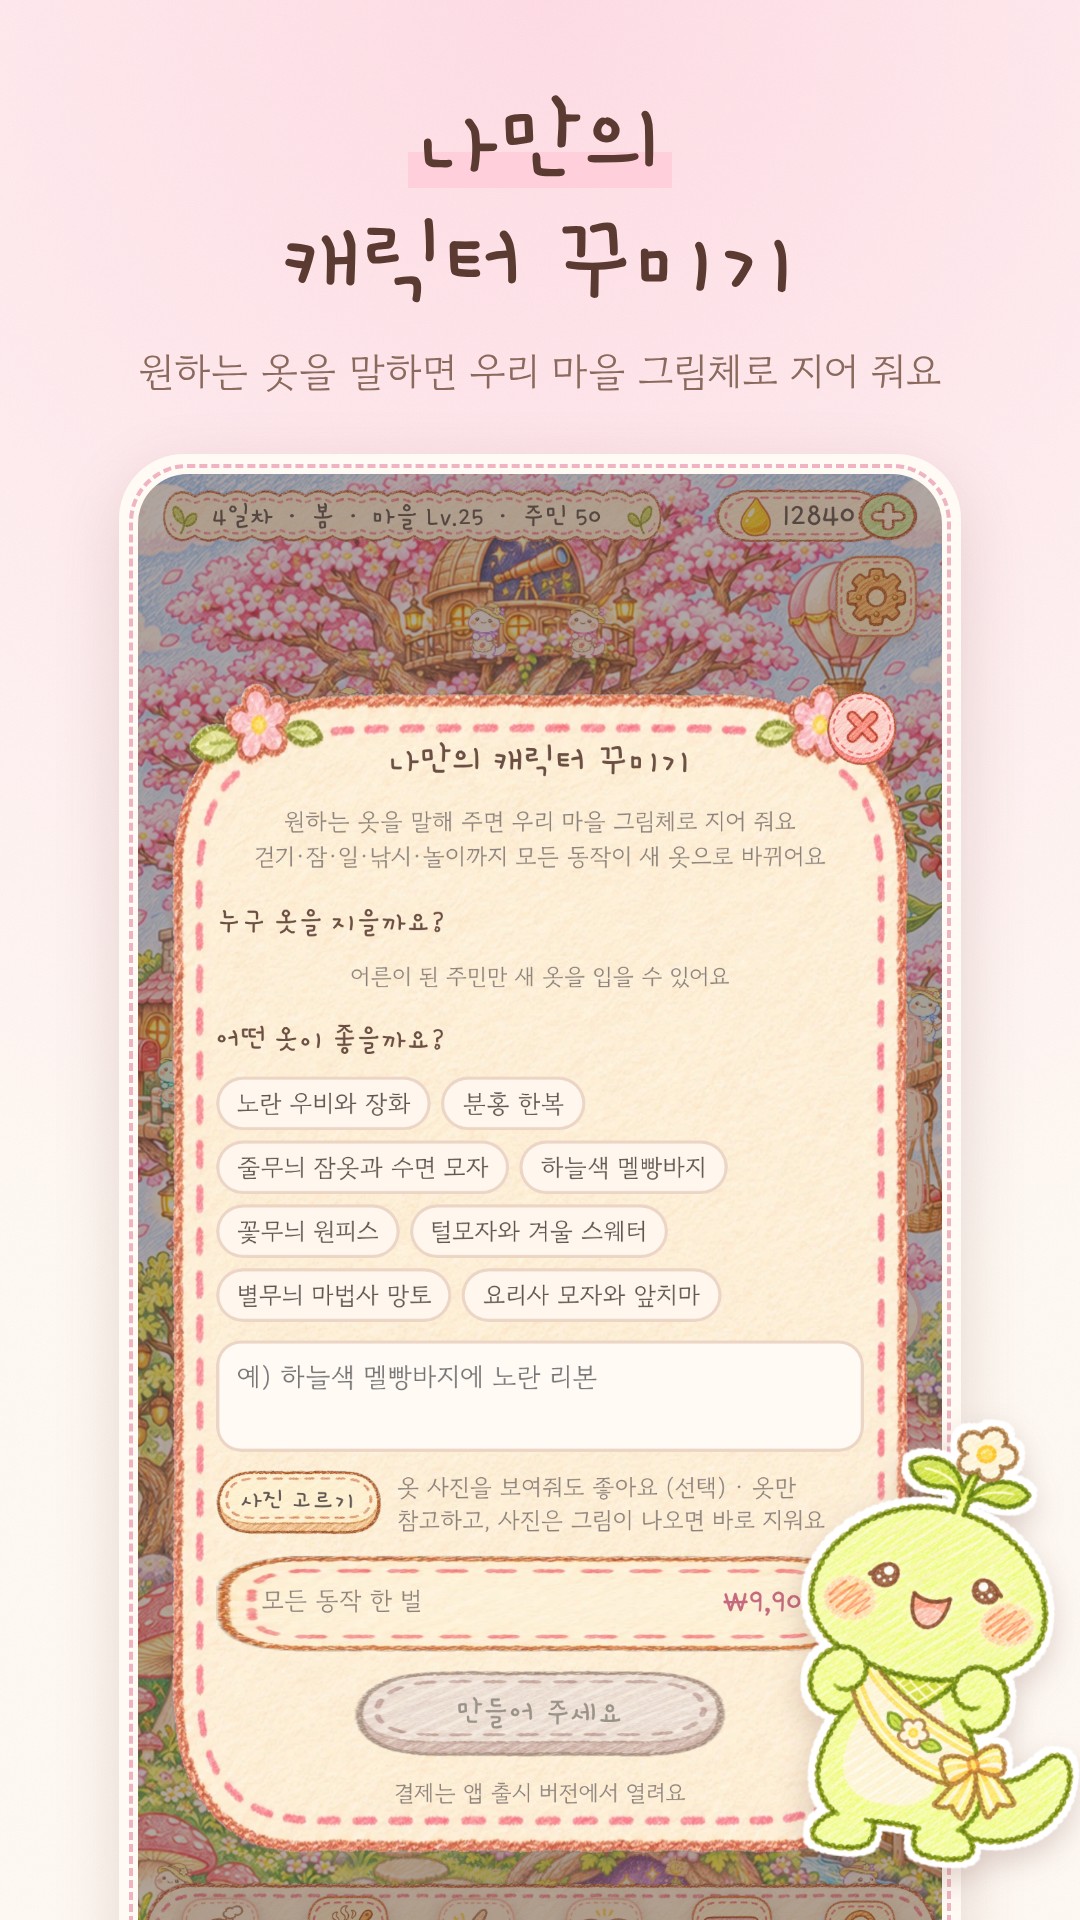 나만의
캐릭터 꾸미기
원하는 옷을 말하면 우리 마을 그림체로 지어 줘요
4일차 · 봄 · 마을 Lv.25 · 주민 50
12840
나만의 캐릭터 꾸미기
원하는 옷을 말해 주면 우리 마을 그림체로 지어 줘요
걷기·잠·일·낚시·놀이까지 모든 동작이 새 옷으로 바뀌어요
누구 옷을 지을까요?
어른이 된 주민만 새 옷을 입을 수 있어요
어떤 옷이 좋을까요?
노란 우비와 장화 분홍 한복
줄무늬 잠옷과 수면 모자 하늘색 멜빵바지
꽃무늬 원피스 털모자와 겨울 스웨터
별무늬 마법사 망토 요리사 모자와 앞치마
예) 하늘색 멜빵바지에 노란 리본
사진 고르기
옷 사진을 보여줘도 좋아요 (선택) · 옷만
참고하고, 사진은 그림이 나오면 바로 지워요
모든 동작 한 벌 ₩9,90
만들어 주세요
결제는 앱 출시 버전에서 열려요